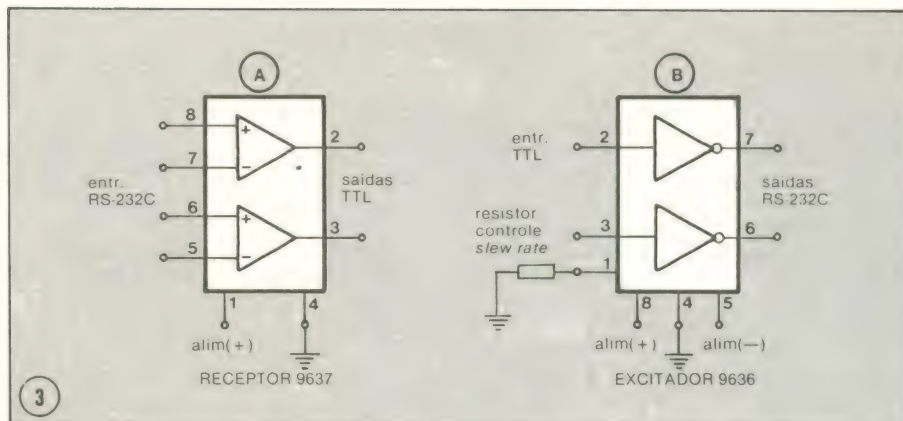 A
8
+
2
7
−
entr.
RS-232C
saidas
TTL
6
+
3
5
−
1
4
alim(+)
RECEPTOR 9637
B
entr.
TTL
2
7
saidas
RS-232C
resistor
controle
slew rate
3
6
1
8
4
5
alim(+)
alim(—)
EXCITADOR 9636
3